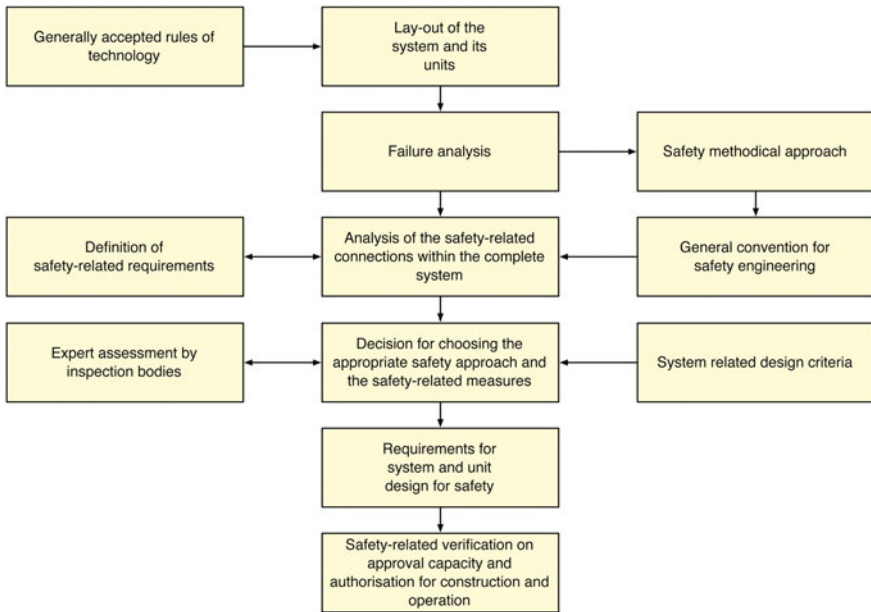 Generally accepted rules of
technology
Lay-out of the
system and its
units
Failure analysis
Safety methodical approach
Definition of
safety-related requirements
Analysis of the safety-related
connections within the complete
system
General convention for
safety engineering
Expert assessment by
inspection bodies
Decision for choosing the
appropriate safety approach and
the safety-related measures
System related design criteria
Requirements for
system and unit
design for safety
Safety-related verification on
approval capacity and
authorisation for construction and
operation